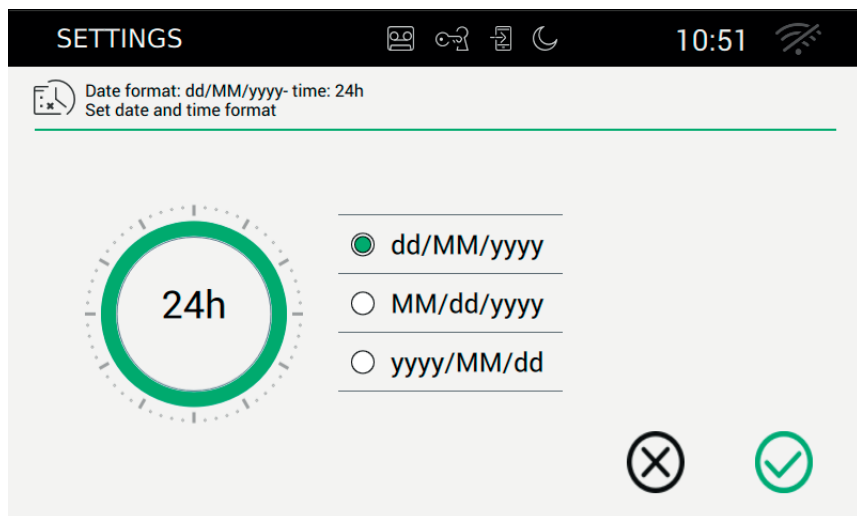 SETTINGS
10:51
Date format: dd/MM/yyyy- time: 24h
Set date and time format
24h
dd/MM/yyyy
MM/dd/yyyy
yyyy/MM/dd